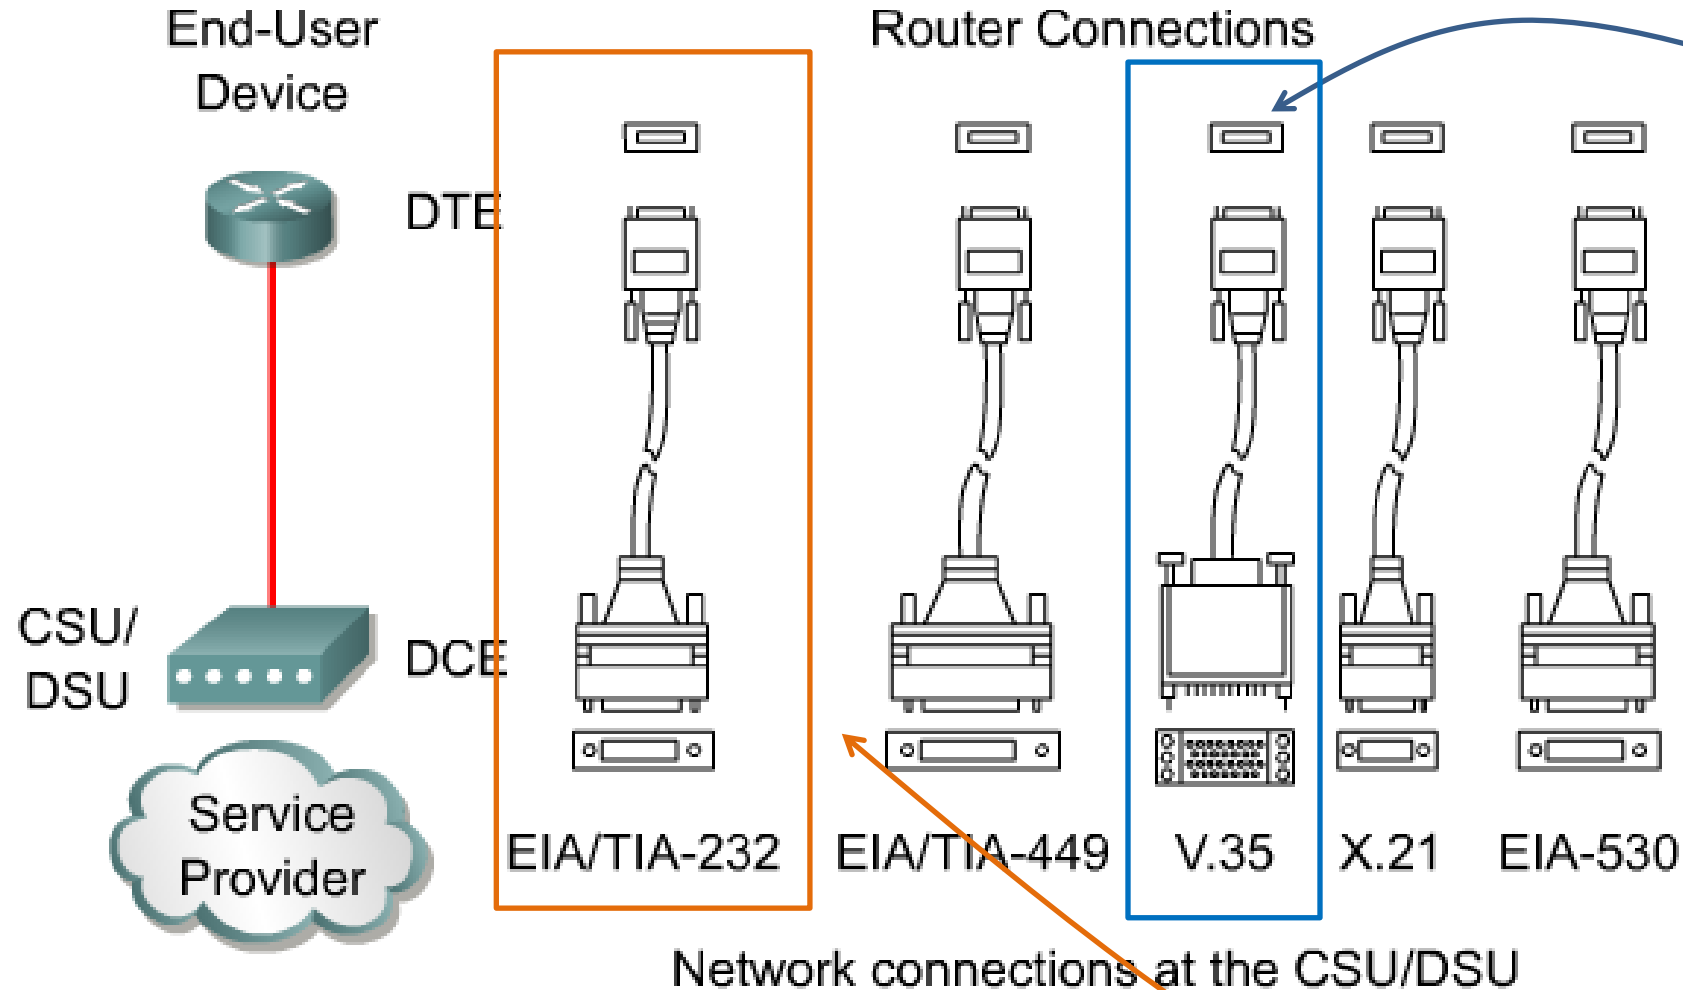 End-User
Device
Router Connections
DTE
CSU/
DSU
DCE
Service
Provider
EIA/TIA-232
EIA/TIA-449
V.35
X.21
EIA-530
Network connections at the CSU/DSU